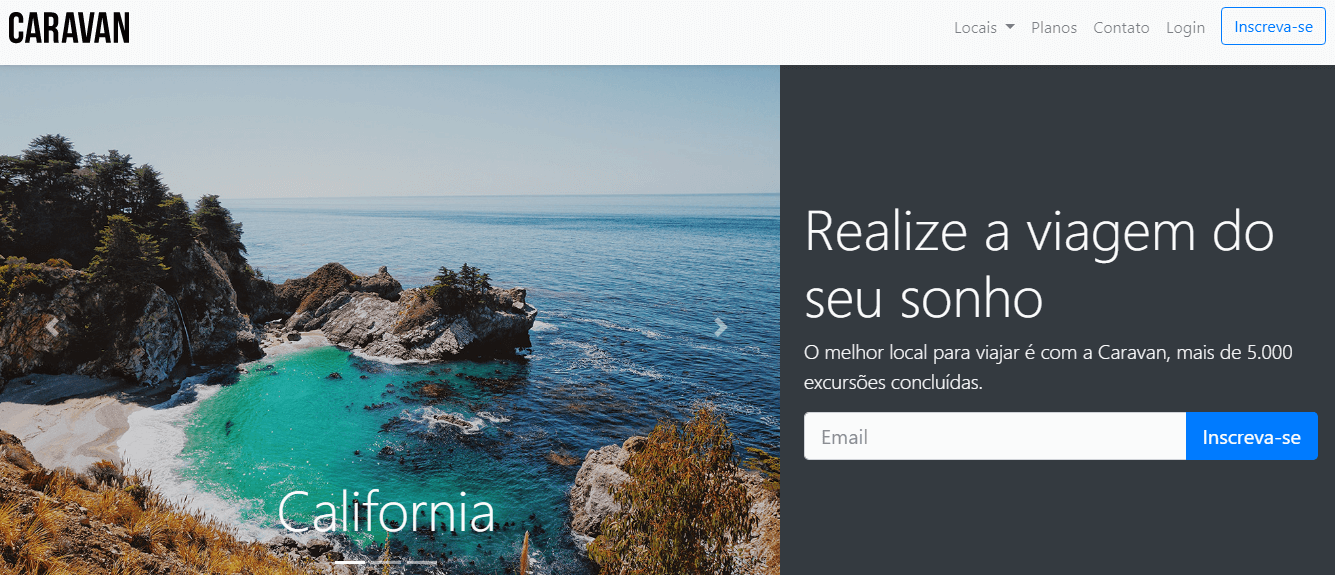 CARAVAN
Locais
Planos
Contato
Login
Inscreva-se
Realize a viagem do
seu sonho
O melhor local para viajar é com a Caravan, mais de 5.000
excursões concluídas.
Email
Inscreva-se
California